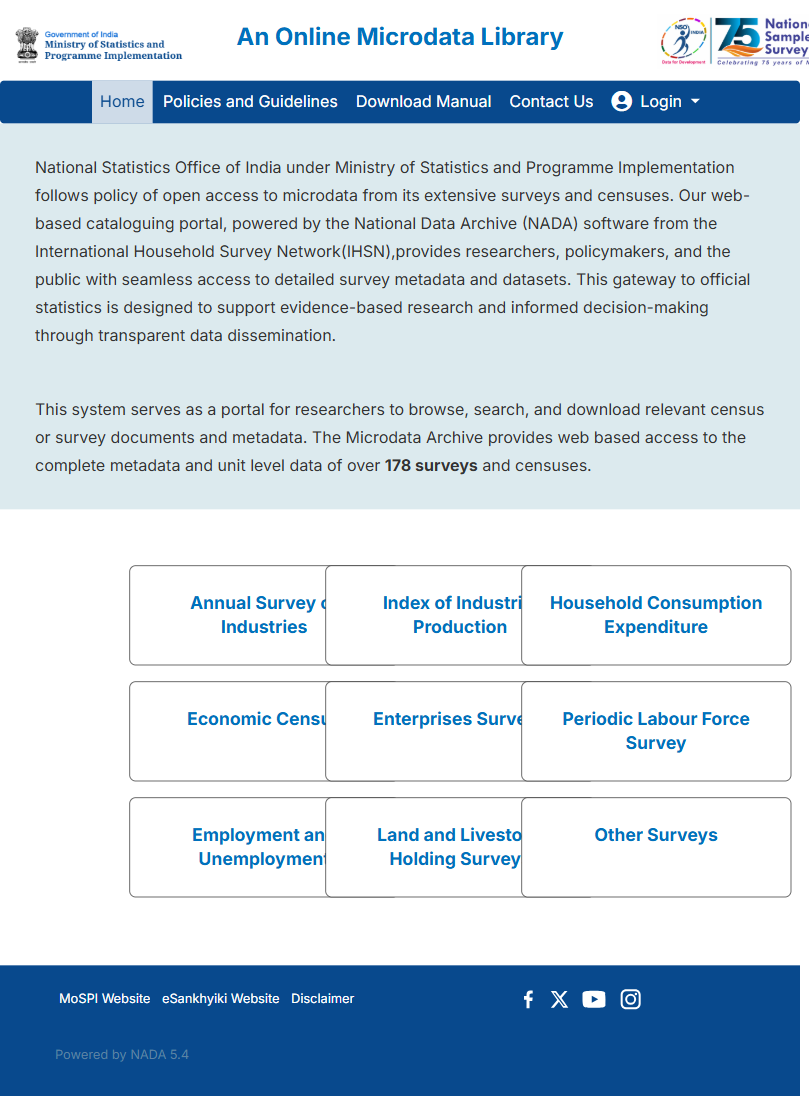 Government of India
Ministry of Statistics and
Programme Implementation
An Online Microdata Library
NSO INDIA
Data for Development
75
Nation
Sample
Survey
Celebrating 75 years of
Home Policies and Guidelines Download Manual Contact Us Login
National Statistics Office of India under Ministry of Statistics and Programme Implementation
follows policy of open access to microdata from its extensive surveys and censuses. Our web-
based cataloguing portal, powered by the National Data Archive (NADA) software from the
International Household Survey Network(IHSN),provides researchers, policymakers, and the
public with seamless access to detailed survey metadata and datasets. This gateway to official
statistics is designed to support evidence-based research and informed decision-making
through transparent data dissemination.
This system serves as a portal for researchers to browse, search, and download relevant census
or survey documents and metadata. The Microdata Archive provides web based access to the
complete metadata and unit level data of over 178 surveys and censuses.
Annual Survey
Industries
Index of Industri
Production
Household Consumption
Expenditure
Economic Censu
Enterprises Surve
Periodic Labour Force
Survey
Employment an
Unemployment
Land and Livesto
Holding Survey
Other Surveys
MoSPI Website eSankhyiki Website Disclaimer
Powered by NADA 5.4